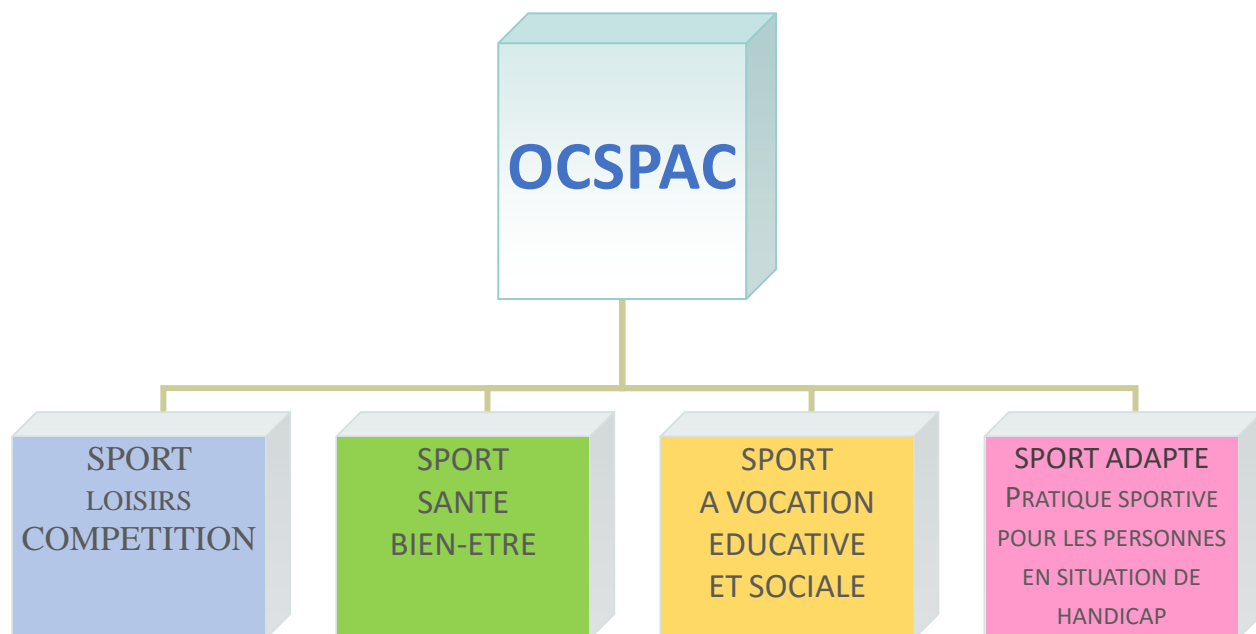 OCSPAC
SPORT
LOISIRS
COMPETITION
SPORT
SANTE
BIEN-ETRE
SPORT
A VOCATION
EDUCATIVE
ET SOCIALE
SPORT ADAPTE
PRATIQUE SPORTIVE
POUR LES PERSONNES
EN SITUATION DE
HANDICAP